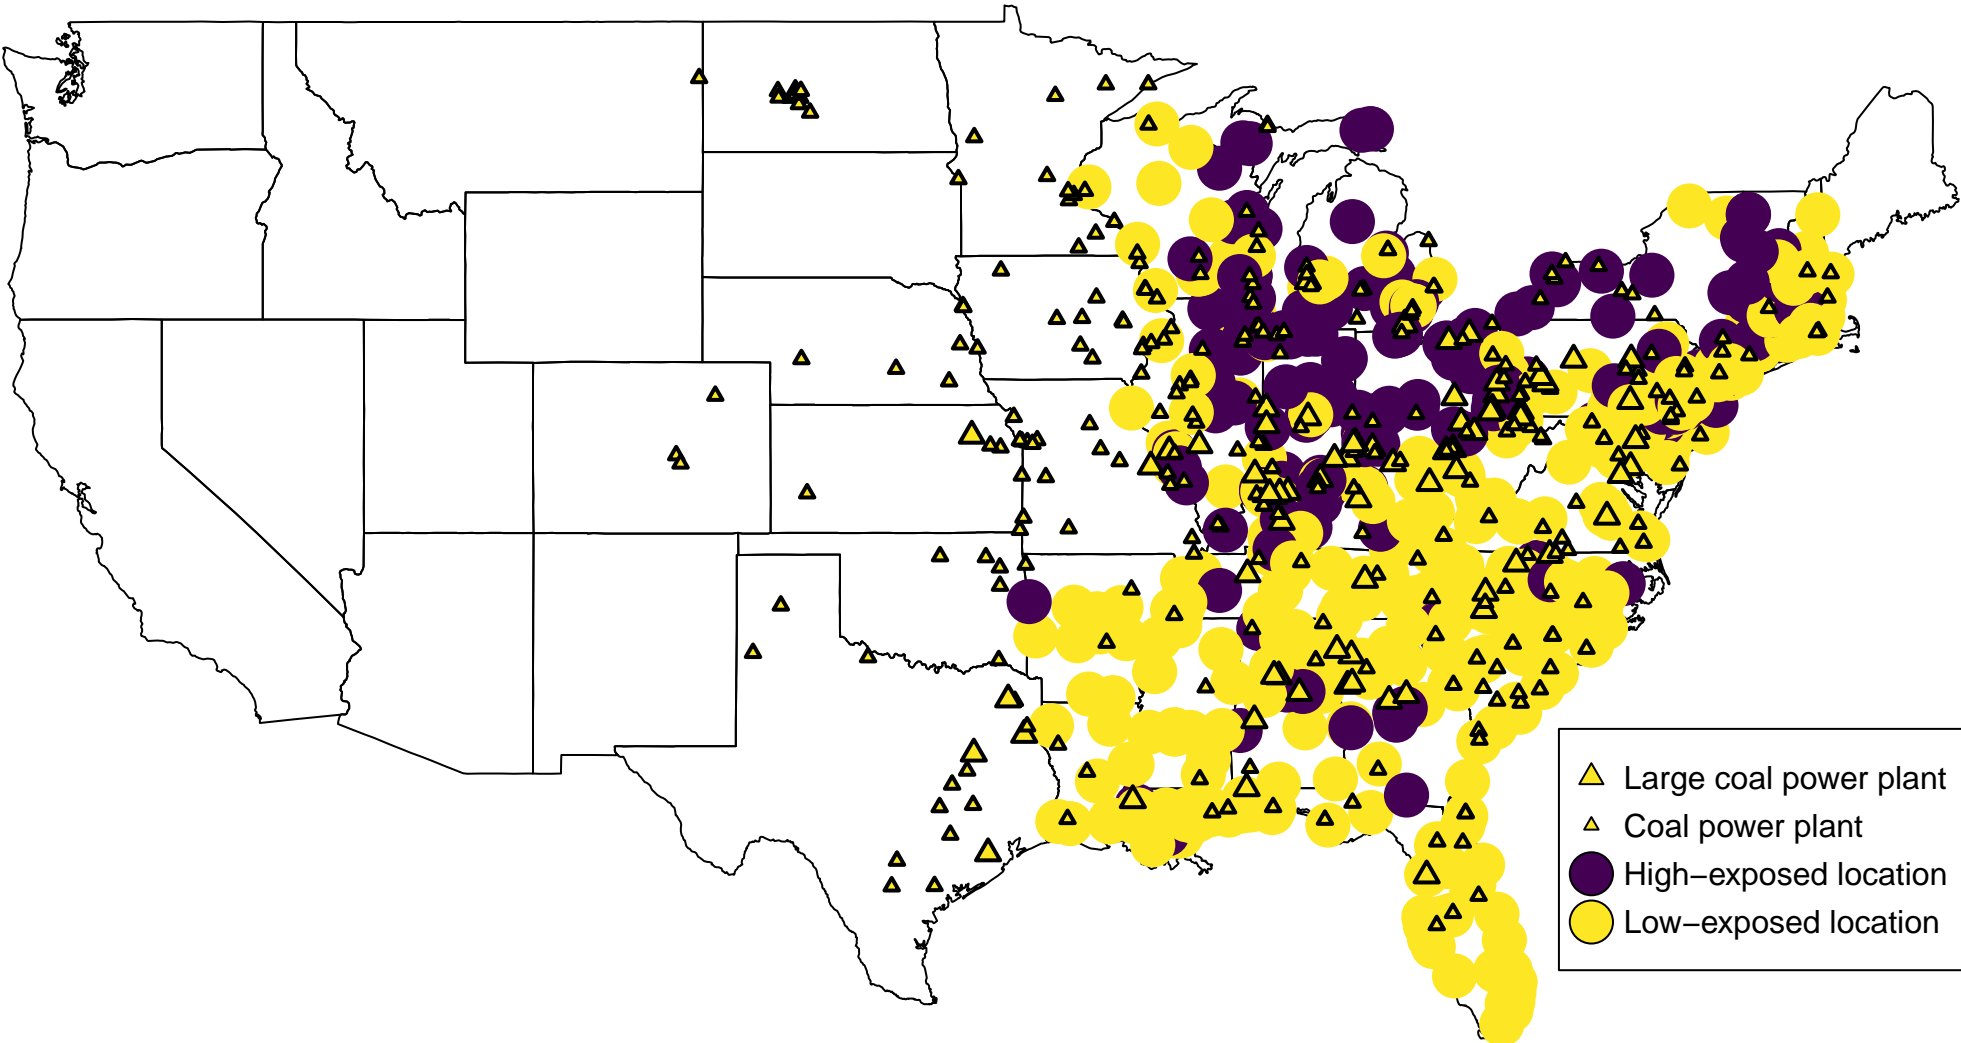 Large coal power plant
Coal power plant
High−exposed location
Low−exposed location